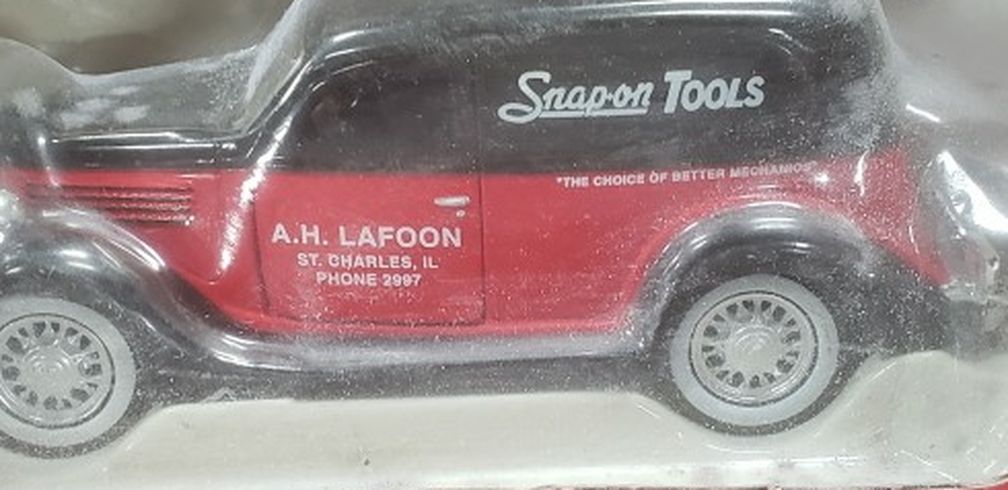 Snap-on TOOLS
"THE CHOICE OF BETTER MECHANICS"
A.H. LAFOON
ST. CHARLES, IL
PHONE 2997